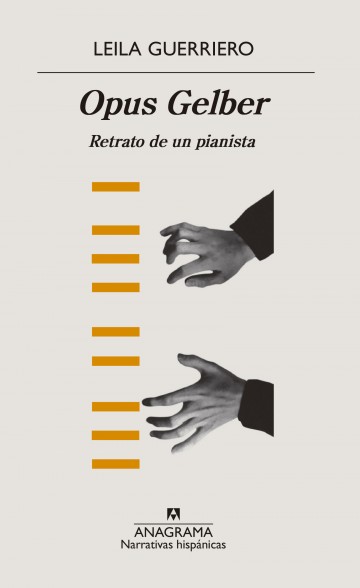 LEILA GUERRIERO
Opus Gelber
Retrato de un pianista
ANAGRAMA
Narrativas hispánicas